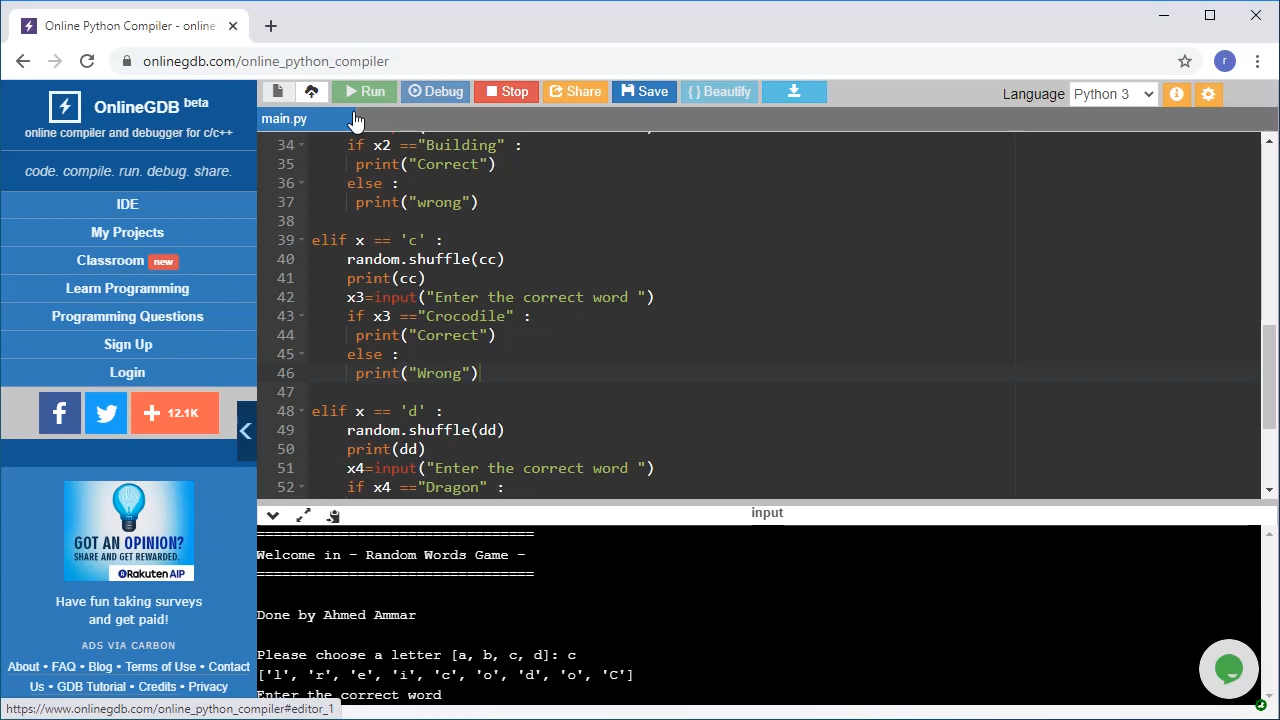 Online Python Compiler - online
onlinegdb.com/online_python_compiler
r
OnlineGDB beta
online compiler and debugger for c/c++
code. compile. run. debug. share.
IDE
My Projects
Classroom new
Learn Programming
Programming Questions
Sign Up
Login
12.1K
GOT AN OPINION?
SHARE AND GET REWARDED.
Rakuten AIP
Have fun taking surveys
and get paid!
ADS VIA CARBON
About • FAQ • Blog • Terms of Use • Contact
Us • GDB Tutorial • Credits • Privacy
https://www.onlinegdb.com/online_python_compiler#editor_1
Run Debug Stop Share Save { } Beautify Language Python 3
main.py
34 if x2 =="Building" :
35 print("Correct")
36 else :
37 print("wrong")
38
39 elif x == 'c' :
40 random.shuffle(cc)
41 print(cc)
42 x3=input("Enter the correct word ")
43 if x3 =="Crocodile" :
44 print("Correct")
45 else :
46 print("Wrong")
47
48 elif x == 'd' :
49 random.shuffle(dd)
50 print(dd)
51 x4=input("Enter the correct word ")
52 if x4 =="Dragon" :
input
=================================
Welcome in - Random Words Game -
=================================
Done by Ahmed Ammar
Please choose a letter [a, b, c, d]: c
['l', 'r', 'e', 'i', 'c', 'o', 'd', 'o', 'C']
Enter the correct word